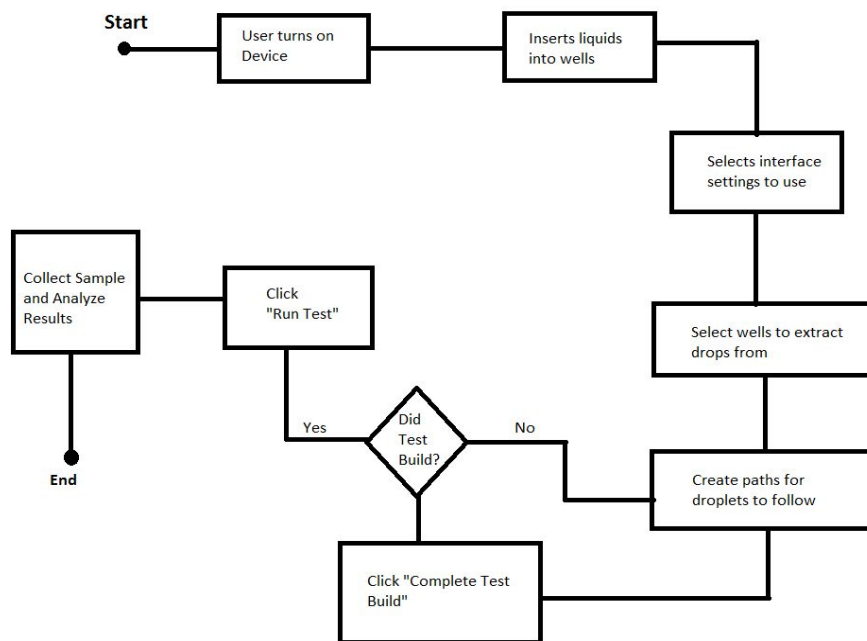 Start
User turns on
Device
Inserts liquids
into wells
Selects interface
settings to use
Select wells to extract
drops from
Create paths for
droplets to follow
Click "Complete Test
Build"
Did
Test
Build?
No
Yes
Click
"Run Test"
Collect Sample
and Analyze
Results
End